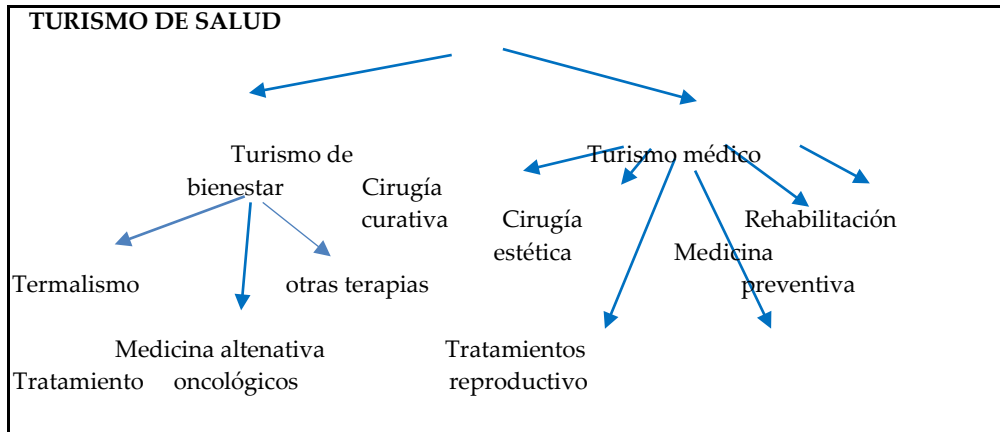 TURISMO DE SALUD
Turismo de Turismo médico
bienestar Cirugía
curativa Cirugía Rehabilitación
estética Medicina
Termalismo otras terapias preventiva
Medicina altenativa Tratamientos
Tratamiento oncológicos reproductivo